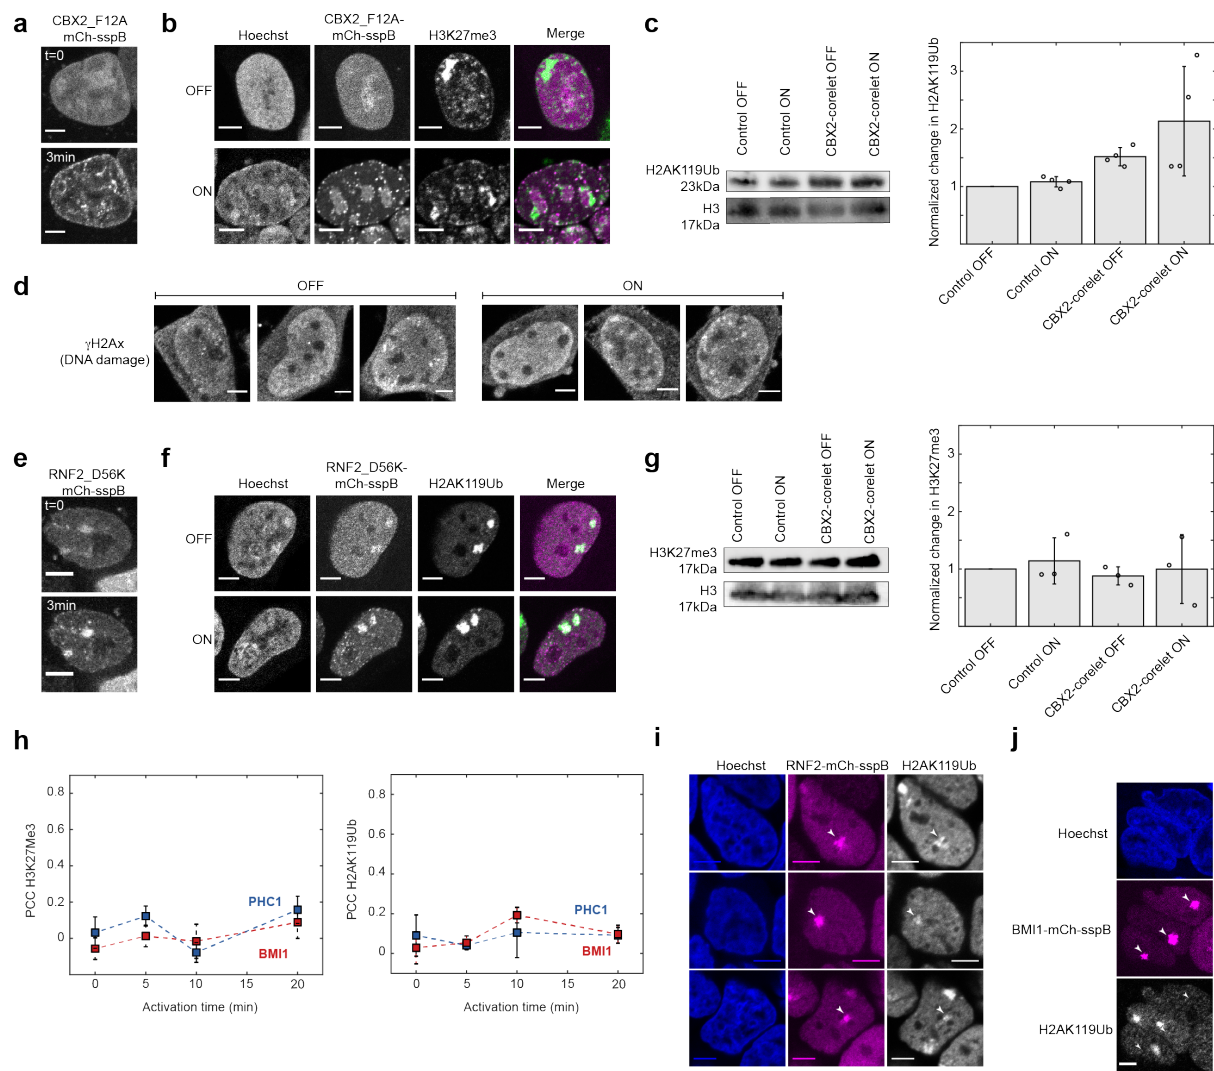 a
CBX2_F12A
mCh-sspB
t=0
3min
b
Hoechst
CBX2_F12A-
mCh-sspB
H3K27me3
Merge
OFF
ON
c
Control OFF
Control ON
CBX2-corelet OFF
CBX2-corelet ON
H2AK119Ub
23kDa
H3
17kDa
Normalized change in H2AK119Ub
3
2
1
Control OFF
Control ON
CBX2-corelet OFF
CBX2-corelet ON
d
OFF
ON
γH2Ax
(DNA damage)
e
RNF2_D56K
mCh-sspB
t=0
3min
f
Hoechst
RNF2_D56K-
mCh-sspB
H2AK119Ub
Merge
OFF
ON
g
Control OFF
Control ON
CBX2-corelet OFF
CBX2-corelet ON
H3K27me3
17kDa
H3
17kDa
Normalized change in H3K27me3
3
2
1
Control OFF
Control ON
CBX2-corelet OFF
CBX2-corelet ON
h
PCC H3K27Me3
0.8
0.6
0.4
0.2
0
PHC1
BMI1
0 5 10 15 20
Activation time (min)
PCC H2AK119Ub
0.8
0.6
0.4
0.2
0
PHC1
BMI1
0 5 10 15 20
Activation time (min)
i
Hoechst
RNF2-mCh-sspB
H2AK119Ub
j
Hoechst
BMI1-mCh-sspB
H2AK119Ub